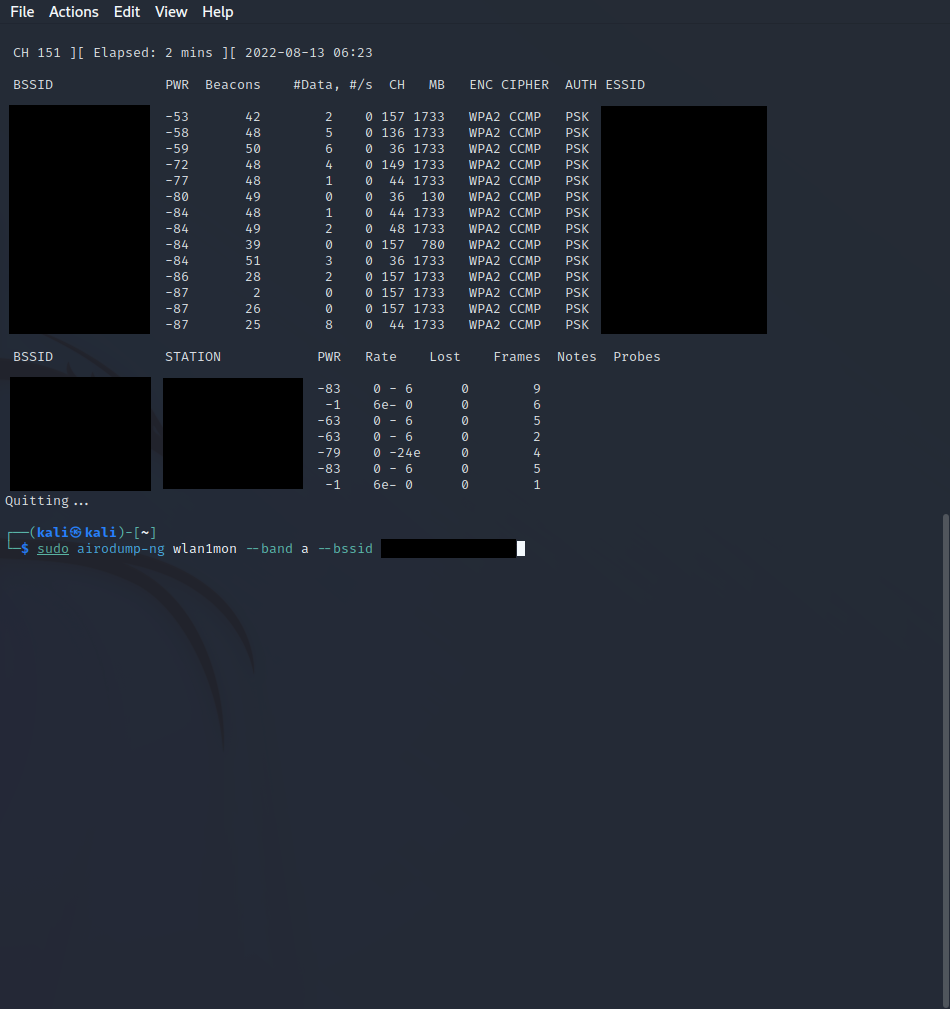 File Actions Edit View Help
CH 151 ][ Elapsed: 2 mins ][ 2022-08-13 06:23
BSSID PWR Beacons #Data, #/s CH MB ENC CIPHER AUTH ESSID
-53 42 2 0 157 1733 WPA2 CCMP PSK
-58 48 5 0 136 1733 WPA2 CCMP PSK
-59 50 6 0 36 1733 WPA2 CCMP PSK
-72 48 4 0 149 1733 WPA2 CCMP PSK
-77 48 1 0 44 1733 WPA2 CCMP PSK
-80 49 0 0 36 130 WPA2 CCMP PSK
-84 48 1 0 44 1733 WPA2 CCMP PSK
-84 49 2 0 48 1733 WPA2 CCMP PSK
-84 39 0 0 157 780 WPA2 CCMP PSK
-84 51 3 0 36 1733 WPA2 CCMP PSK
-86 28 2 0 157 1733 WPA2 CCMP PSK
-87 2 0 0 157 1733 WPA2 CCMP PSK
-87 26 0 0 157 1733 WPA2 CCMP PSK
-87 25 8 0 44 1733 WPA2 CCMP PSK
BSSID STATION PWR Rate Lost Frames Notes Probes
-83 0 - 6 0 9
-1 6e- 0 0 6
-63 0 - 6 0 5
-63 0 - 6 0 2
-79 0 -24e 0 4
-83 0 - 6 0 5
-1 6e- 0 0 1
Quitting...
┌──(kali㉿kali)-[~]
└─$ sudo airodump-ng wlan1mon --band a --bssid